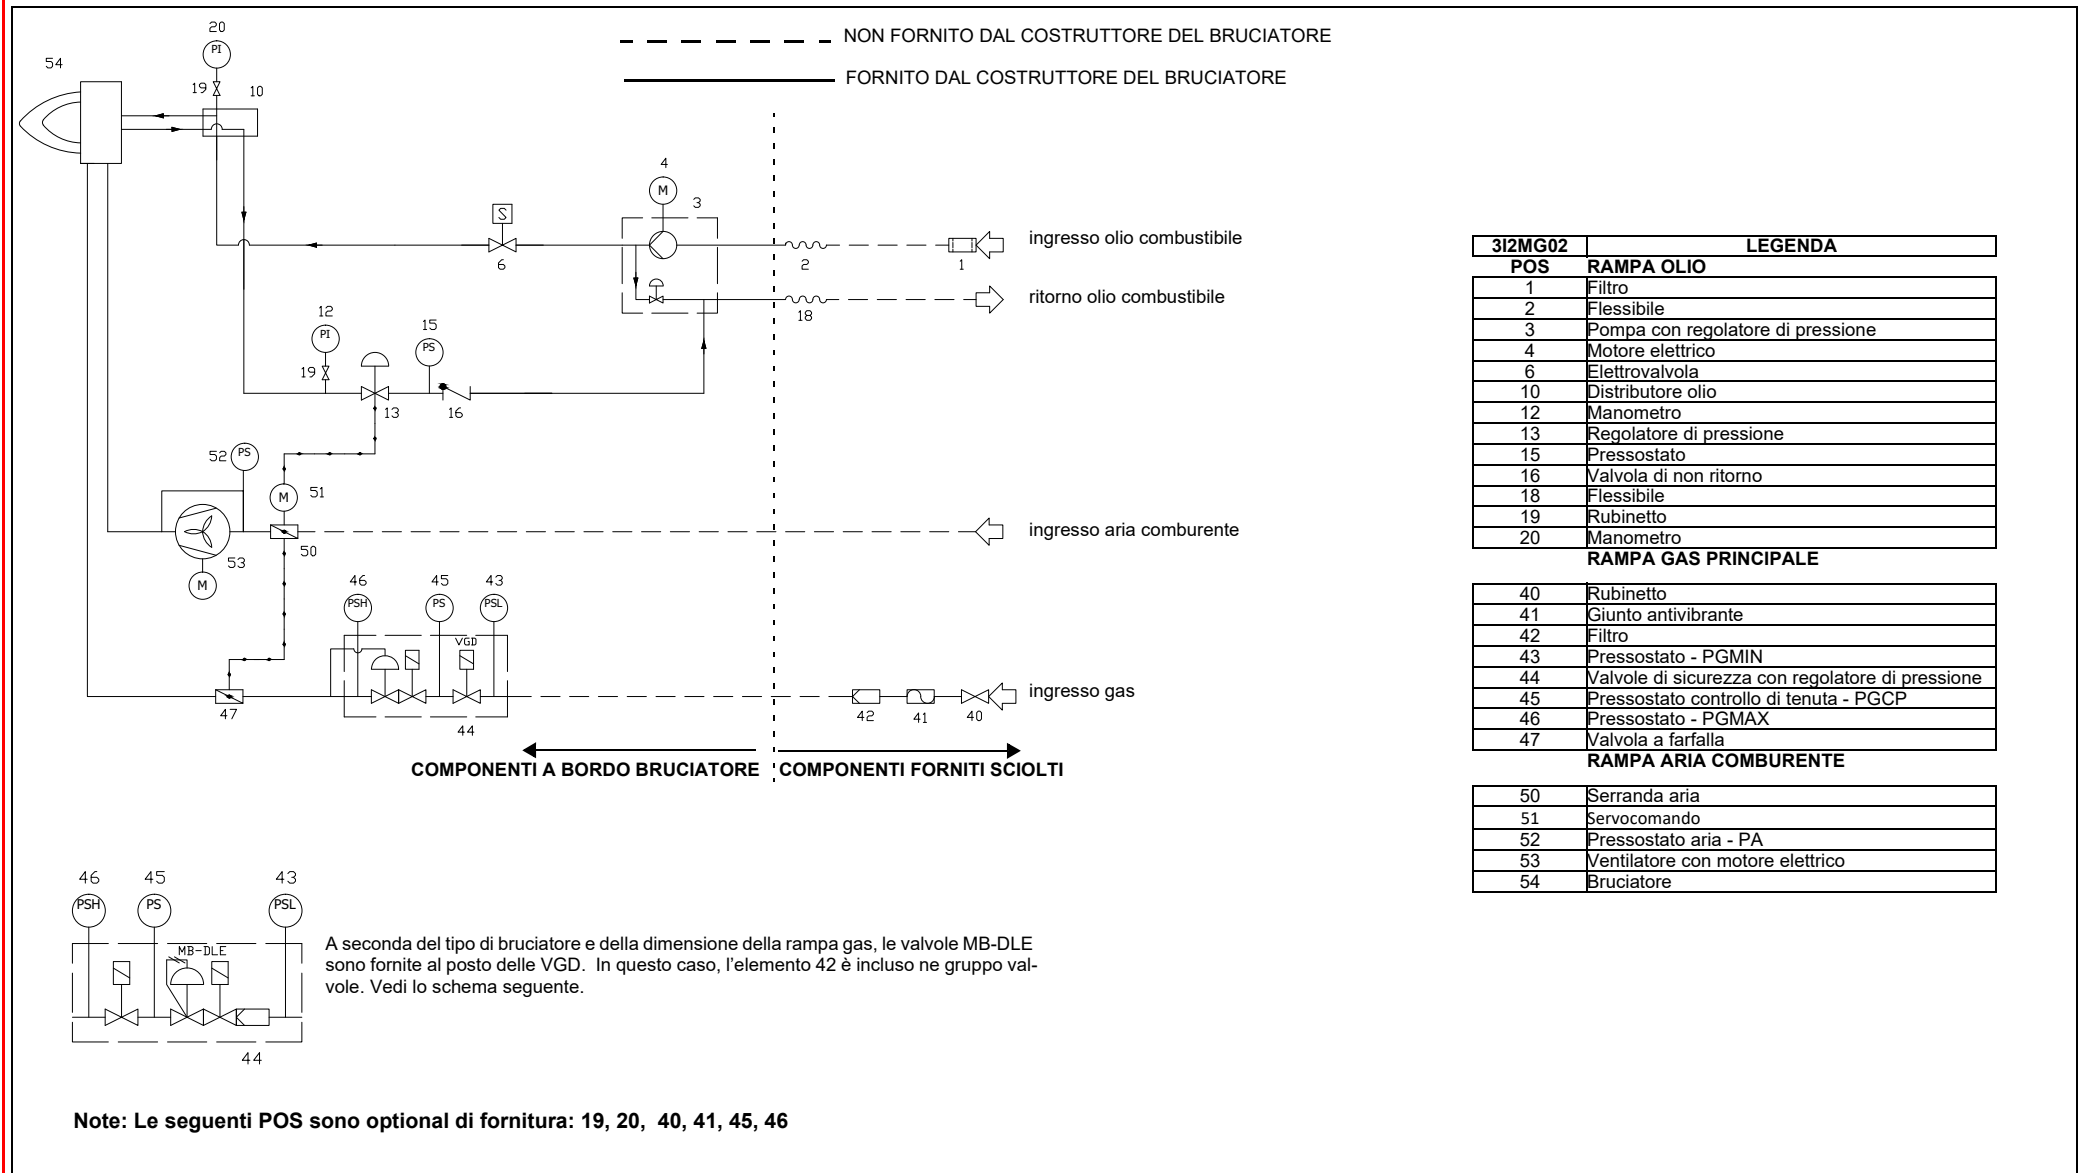 NON FORNITO DAL COSTRUTTORE DEL BRUCIATORE
FORNITO DAL COSTRUTTORE DEL BRUCIATORE
20
PI
54
19
10
4
M
3
S
6
2
1
ingresso olio combustibile
18
ritorno olio combustibile
12
PI
15
PS
19
13
16
52
PS
M
51
50
53
M
ingresso aria comburente
46
PSH
45
PS
43
PSL
VGD
47
44
42
41
40
ingresso gas
COMPONENTI A BORDO BRUCIATORE
COMPONENTI FORNITI SCIOLTI
3I2MG02 LEGENDA
POS RAMPA OLIO
1 Filtro
2 Flessibile
3 Pompa con regolatore di pressione
4 Motore elettrico
6 Elettrovalvola
10 Distributore olio
12 Manometro
13 Regolatore di pressione
15 Pressostato
16 Valvola di non ritorno
18 Flessibile
19 Rubinetto
20 Manometro
RAMPA GAS PRINCIPALE
40 Rubinetto
41 Giunto antivibrante
42 Filtro
43 Pressostato - PGMIN
44 Valvole di sicurezza con regolatore di pressione
45 Pressostato controllo di tenuta - PGCP
46 Pressostato - PGMAX
47 Valvola a farfalla
RAMPA ARIA COMBURENTE
50 Serranda aria
51 Servocomando
52 Pressostato aria - PA
53 Ventilatore con motore elettrico
54 Bruciatore
46
45
43
PSH
PS
PSL
MB-DLE
44
A seconda del tipo di bruciatore e della dimensione della rampa gas, le valvole MB-DLE
sono fornite al posto delle VGD. In questo caso, l'elemento 42 è incluso ne gruppo val-
vole. Vedi lo schema seguente.
Note: Le seguenti POS sono optional di fornitura: 19, 20, 40, 41, 45, 46